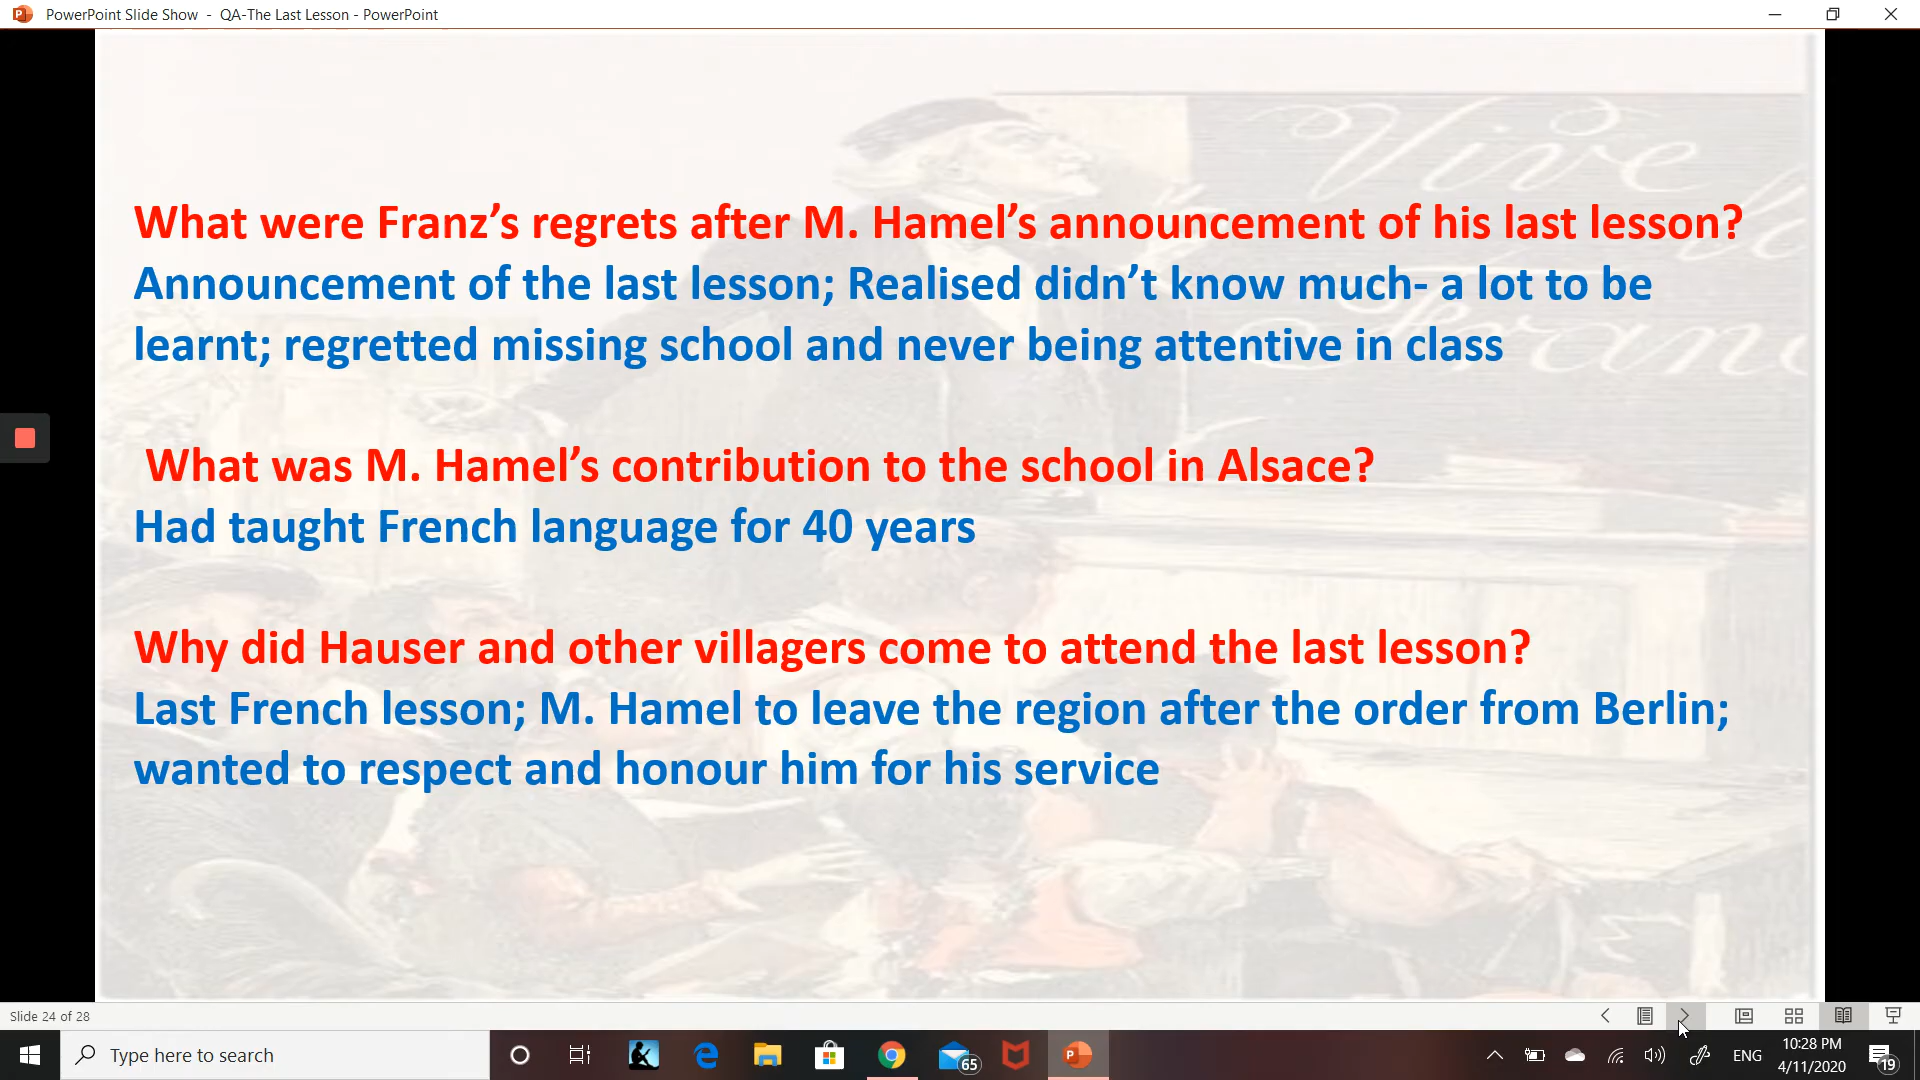 PowerPoint Slide Show - QA-The Last Lesson - PowerPoint
Vive
What were Franz’s regrets after M. Hamel’s announcement of his last lesson?
Announcement of the last lesson; Realised didn’t know much- a lot to be
learnt; regretted missing school and never being attentive in class
What was M. Hamel’s contribution to the school in Alsace?
Had taught French language for 40 years
Why did Hauser and other villagers come to attend the last lesson?
Last French lesson; M. Hamel to leave the region after the order from Berlin;
wanted to respect and honour him for his service
Slide 24 of 28
Type here to search
65
ENG
10:28 PM
4/11/2020
19